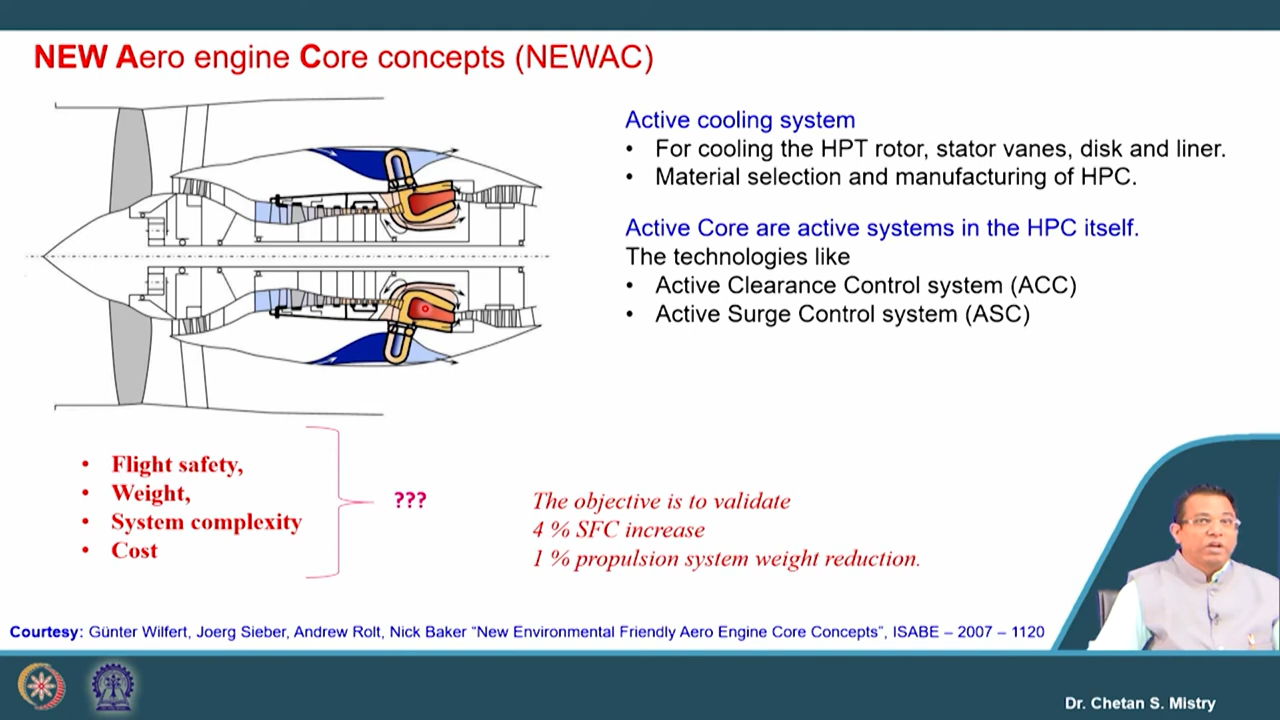 NEW Aero engine Core concepts (NEWAC)
Active cooling system
• For cooling the HPT rotor, stator vanes, disk and liner.
• Material selection and manufacturing of HPC.
Active Core are active systems in the HPC itself.
The technologies like
• Active Clearance Control system (ACC)
• Active Surge Control system (ASC)
• Flight safety,
• Weight,
• System complexity
• Cost
???
The objective is to validate
4 % SFC increase
1 % propulsion system weight reduction.
Courtesy: Günter Wilfert, Joerg Sieber, Andrew Rolt, Nick Baker “New Environmental Friendly Aero Engine Core Concepts”, ISABE – 2007 – 1120
Dr. Chetan S. Mistry